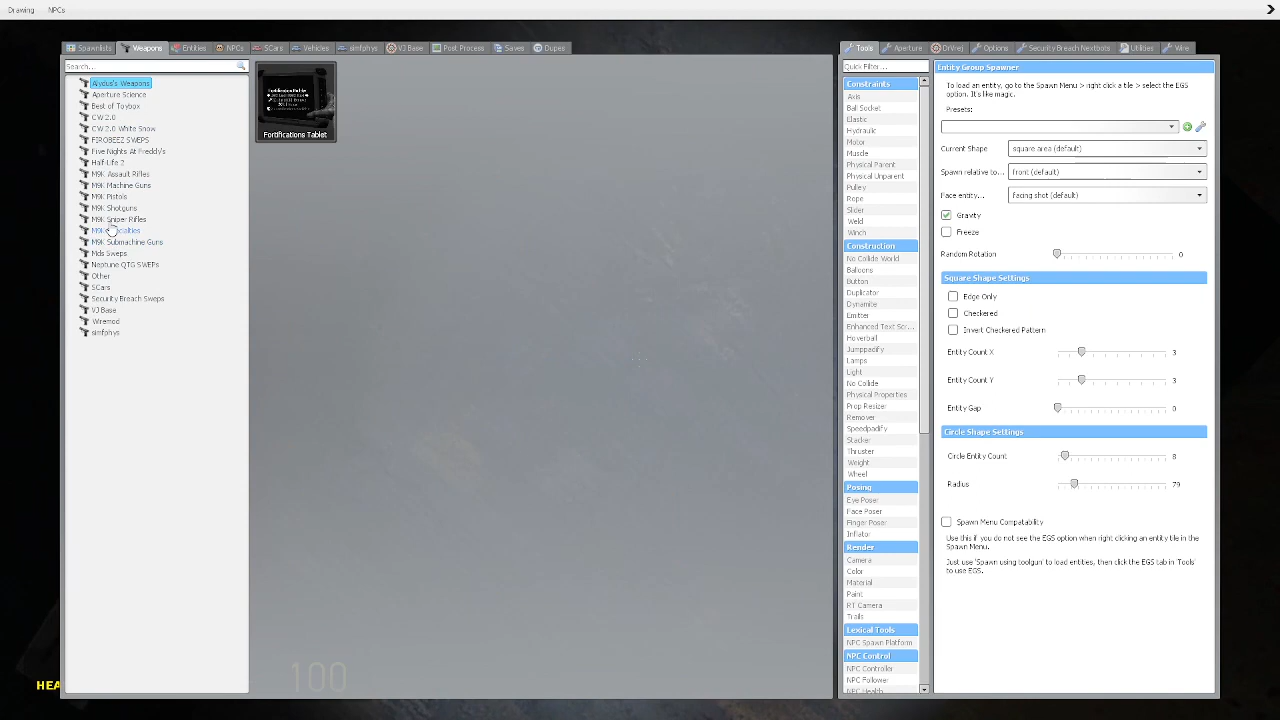 Drawing NPCs
Spawnlists Weapons Entities NPCs SCars Vehicles simfphys VJ Base Post Process Saves Dupes
Search...
Alydus's Weapons
Aperture Science
Best of Toybox
CW 2.0
CW 2.0 White Snow
FIROBEEZ SWEPS
Five Nights At Freddy's
Half-Life 2
M9K Assault Rifles
M9K Machine Guns
M9K Pistols
M9K Shotguns
M9K Sniper Rifles
M9K
M9K Submachine Guns
Mds Sweps
Neptune QTG SWEPs
Other
SCars
Security Breach Sweps
VJ Base
Wiremod
simfphys
Fortifications Tablet
100
Tools Aperture DrVrej Options Security Breach Nextbots Utilities Wire
Quick Filter...
Constraints
Axis
Ball Socket
Elastic
Hydraulic
Motor
Muscle
Physical Parent
Physical Unparent
Pulley
Rope
Slider
Weld
Winch
Construction
No Collide World
Balloons
Button
Duplicator
Dynamite
Emitter
Enhanced Text Scr...
Hoverball
Jumppadify
Lamps
Light
No Collide
Physical Properties
Prop Resizer
Remover
Speedpadify
Stacker
Thruster
Weight
Wheel
Posing
Eye Poser
Face Poser
Finger Poser
Inflator
Render
Camera
Color
Material
Paint
RT Camera
Trails
Lexical Tools
NPC Spawn Platform
NPC Control
NPC Controller
NPC Follower
NPC Health
Entity Group Spawner
To load an entity, go to the Spawn Menu > right click a tile > select the EGS
option. It's like magic.
Presets:
Current Shape square area (default)
Spawn relative to... front (default)
Face entity... facing shot (default)
Gravity
Freeze
Random Rotation 0
Square Shape Settings
Edge Only
Checkered
Invert Checkered Pattern
Entity Count X 3
Entity Count Y 3
Entity Gap 0
Circle Shape Settings
Circle Entity Count 8
Radius 79
Spawn Menu Compatability
Use this if you do not see the EGS option when right clicking an entity tile in the
Spawn Menu.
Just use 'Spawn using toolgun' to load entities, then click the EGS tab in 'Tools'
to use EGS.
HEA